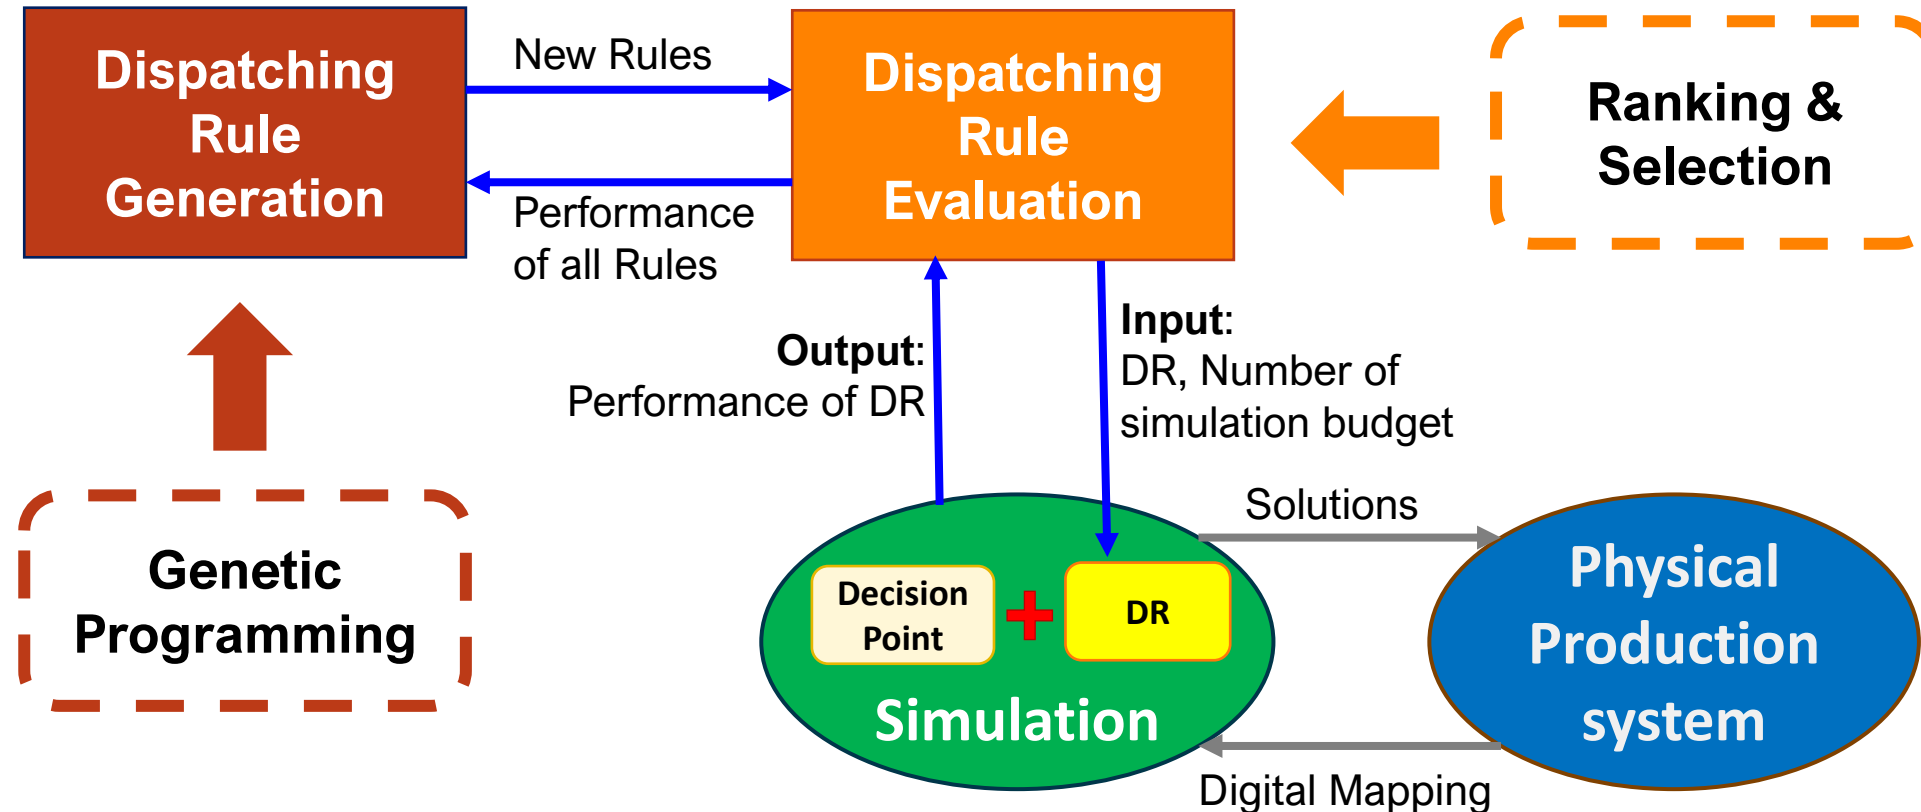 Dispatching
Rule
Generation
New Rules
Performance
of all Rules
Dispatching
Rule
Evaluation
Ranking &
Selection
Output:
Performance of DR
Input:
DR, Number of
simulation budget
Genetic
Programming
Decision
Point
DR
Simulation
Solutions
Physical
Production
system
Digital Mapping